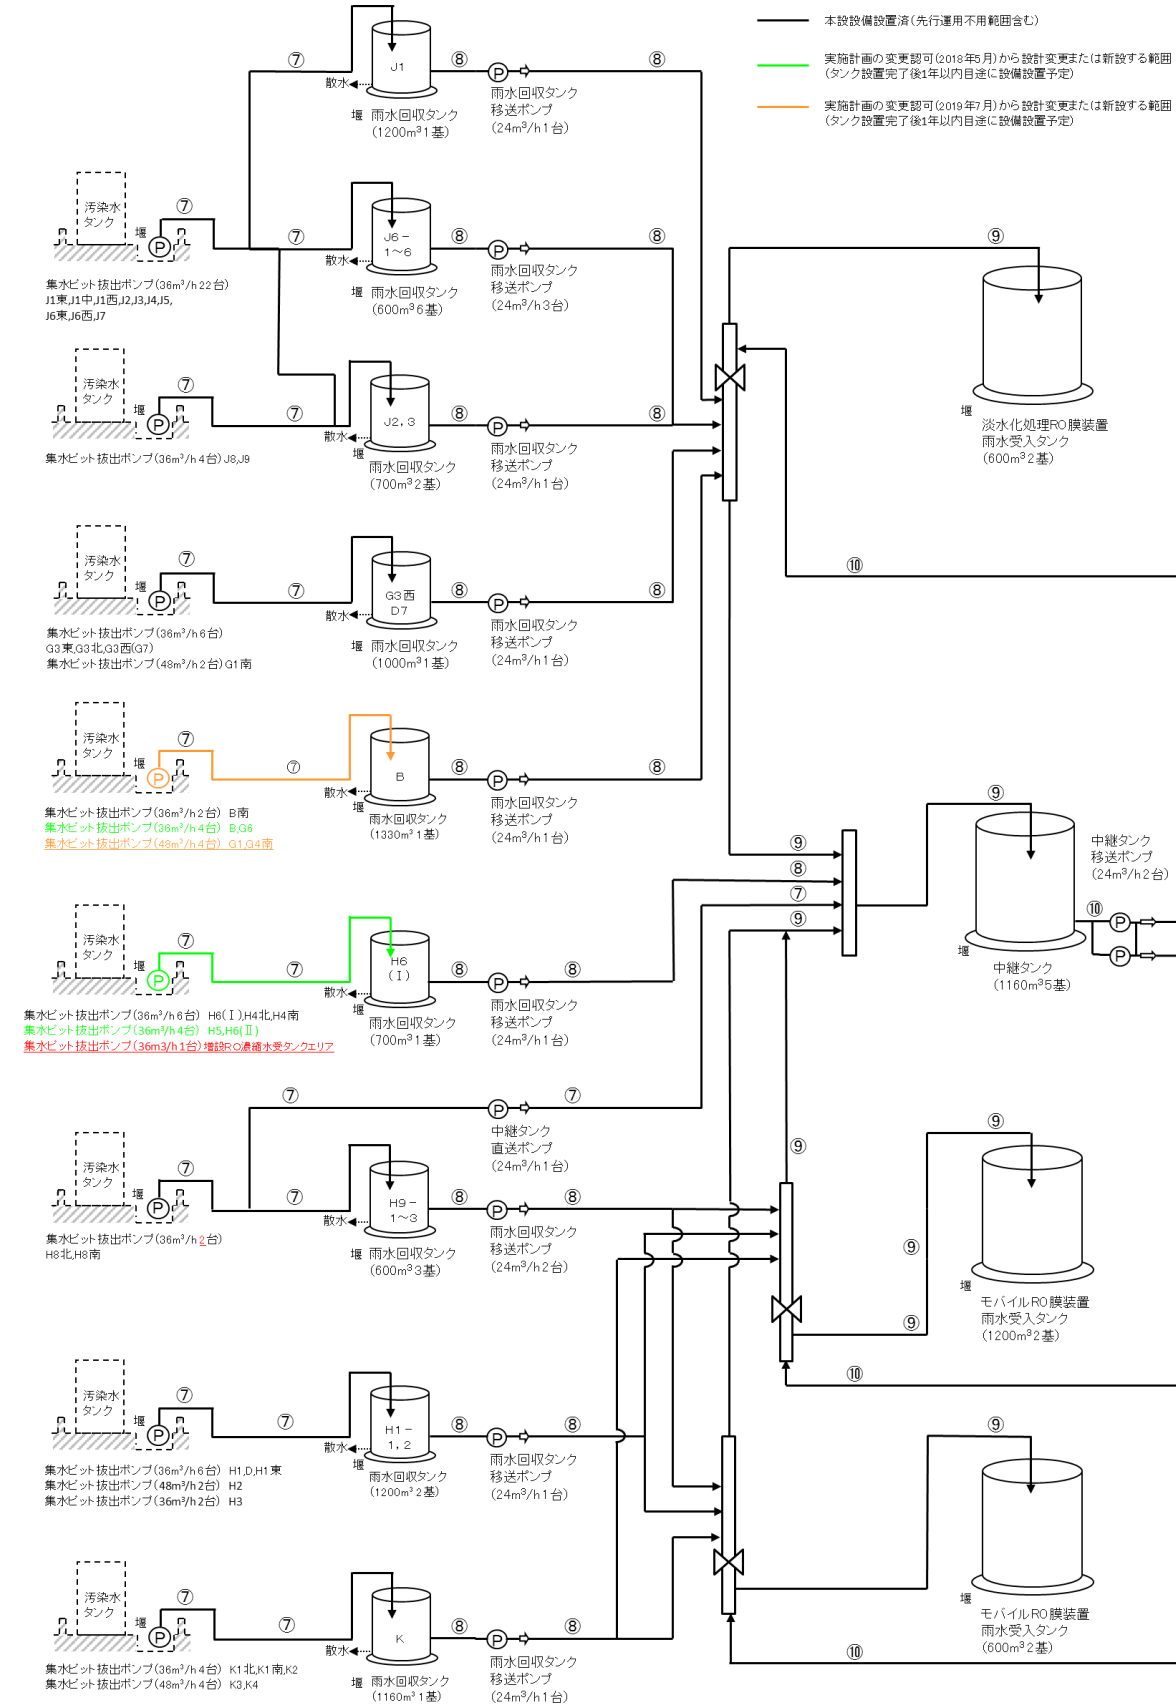 本設設備設置済(先行運用不用範囲含む)
実施計画の変更認可(2018年5月)から設計変更または新設する範囲
(タンク設置完了後1年以内目途に設備設置予定)
実施計画の変更認可(2019年7月)から設計変更または新設する範囲
(タンク設置完了後1年以内目途に設備設置予定)
⑦
J1
散水
堰
雨水回収タンク
(1200m³1基)
⑧
P
雨水回収タンク
移送ポンプ
(24m³/h1台)
⑧
汚染水
タンク
堰
P
⑦
集水ピット抜出ポンプ(36m³/h22台)
J1東,J1中,J1西,J2,J3,J4,J5,
J6東,J6西,J7
⑦
J6-
1~6
散水
堰
雨水回収タンク
(600m³6基)
⑧
P
雨水回収タンク
移送ポンプ
(24m³/h3台)
⑧
⑨
堰
淡水化処理RO膜装置
雨水受入タンク
(600m³2基)
⑩
汚染水
タンク
堰
P
⑦
集水ピット抜出ポンプ(36m³/h4台)J8,J9
⑦
J2,3
散水
堰
雨水回収タンク
(700m³2基)
⑧
P
雨水回収タンク
移送ポンプ
(24m³/h1台)
⑧
汚染水
タンク
堰
P
⑦
集水ピット抜出ポンプ(36m³/h6台)
G3東,G3北,G3西(G7)
集水ピット抜出ポンプ(48m³/h2台)G1南
⑦
G3西
D7
散水
堰
雨水回収タンク
(1000m³1基)
⑧
P
雨水回収タンク
移送ポンプ
(24m³/h1台)
⑧
汚染水
タンク
堰
P
⑦
集水ピット抜出ポンプ(36m³/h2台) B南
集水ピット抜出ポンプ(36m³/h4台) B,G6
集水ピット抜出ポンプ(48m³/h4台) G1,G4南
⑦
B
散水
堰
雨水回収タンク
(1330m³1基)
⑧
P
雨水回収タンク
移送ポンプ
(24m³/h1台)
⑧
⑨
⑧
⑦
⑨
⑨
堰
中継タンク
(1160m³5基)
中継タンク
移送ポンプ
(24m³/h2台)
⑩
P
P
汚染水
タンク
堰
P
⑦
集水ピット抜出ポンプ(36m³/h6台) H6(Ⅰ),H4北,H4南
集水ピット抜出ポンプ(36m³/h4台) H5,H6(Ⅱ)
集水ピット抜出ポンプ(36m3/h1台)増設RO濃縮水受タンクエリア
⑦
H6
(Ⅰ)
散水
堰
雨水回収タンク
(700m³1基)
⑧
P
雨水回収タンク
移送ポンプ
(24m³/h1台)
⑧
⑦
P
中継タンク
直送ポンプ
(24m³/h1台)
⑦
汚染水
タンク
堰
P
⑦
集水ピット抜出ポンプ(36m³/h2台)
H8北,H8南
⑦
H9-
1~3
散水
堰
雨水回収タンク
(600m³3基)
⑧
P
雨水回収タンク
移送ポンプ
(24m³/h2台)
⑧
⑨
⑨
⑨
⑨
堰
モバイルRO膜装置
雨水受入タンク
(1200m³2基)
⑩
汚染水
タンク
堰
P
⑦
集水ピット抜出ポンプ(36m³/h6台) H1,D,H1東
集水ピット抜出ポンプ(48m³/h2台) H2
集水ピット抜出ポンプ(36m³/h2台) H3
⑦
H1-
1,2
散水
堰
雨水回収タンク
(1200m³2基)
⑧
P
雨水回収タンク
移送ポンプ
(24m³/h1台)
⑧
⑨
堰
モバイルRO膜装置
雨水受入タンク
(600m³2基)
⑩
汚染水
タンク
堰
P
⑦
集水ピット抜出ポンプ(36m³/h4台) K1北,K1南,K2
集水ピット抜出ポンプ(48m³/h4台) K3,K4
⑦
K
散水
堰
雨水回収タンク
(1160m³1基)
⑧
P
雨水回収タンク
移送ポンプ
(24m³/h1台)
⑧